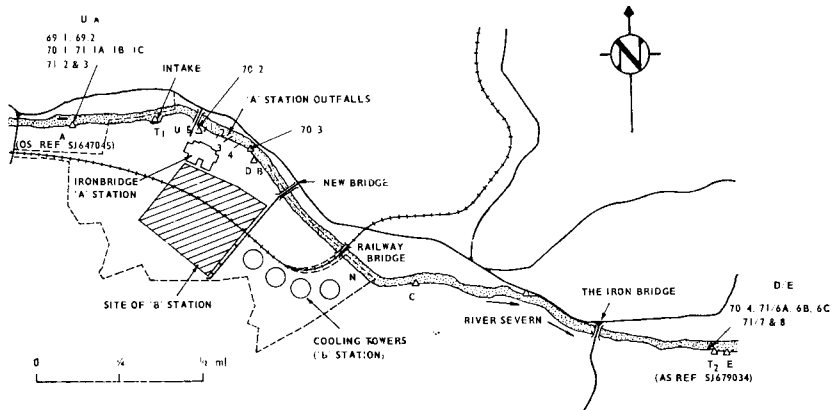 U A
69 1. 69. 2
70 1. 71 1A 1B 1C
71 2 & 3
INTAKE
70 2
'A' STATION OUTFALLS
70 3
A
T1
U B
1
2
3
4
D B
(OS REF SJ647045)
IRONBRIDGE
'A' STATION
NEW BRIDGE
RAILWAY
BRIDGE
N
C
SITE OF 'B' STATION
COOLING TOWERS
('B' STATION)
RIVER SEVERN
THE IRON BRIDGE
D/E
70. 4. 71/6A. 6B, 6C
71/7 & 8
T2 E
(AS REF SJ679034)
0 ¼ ½ ml
N